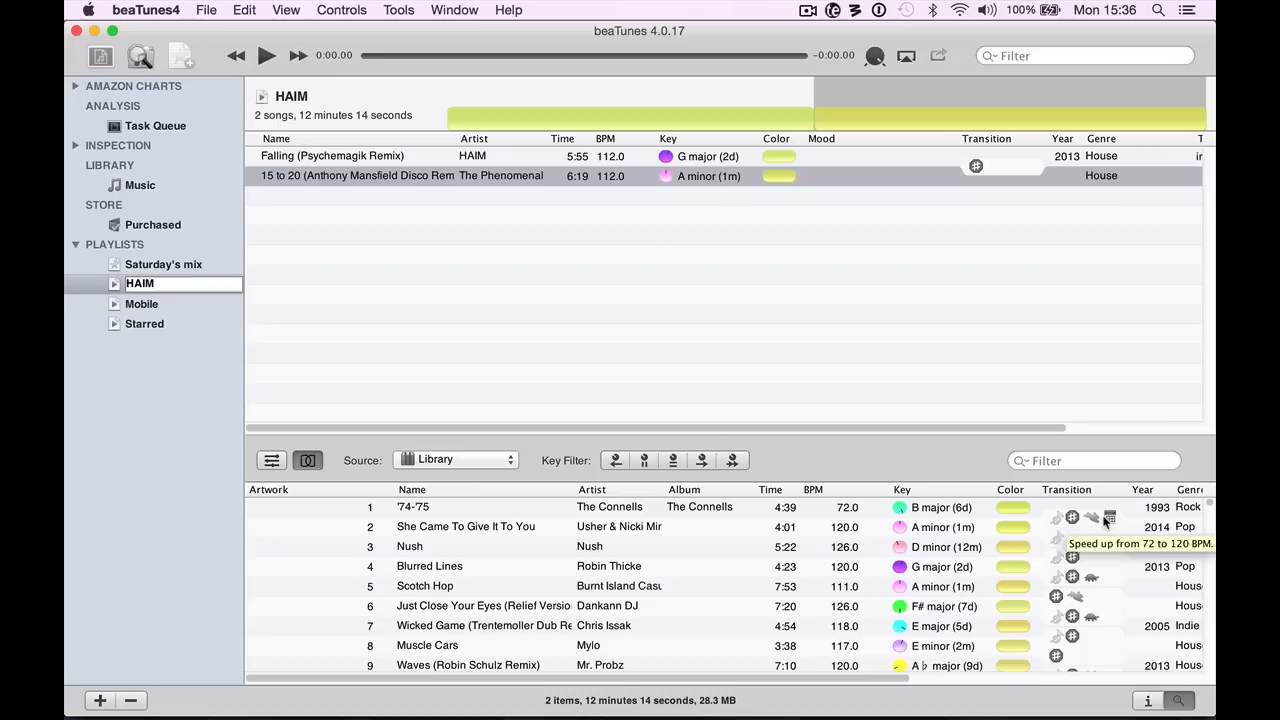 beaTunes4 File Edit View Controls Tools Window Help 100% Mon 15:36
beaTunes 4.0.17
0:00.00 -0:00.00 Filter
AMAZON CHARTS
ANALYSIS
Task Queue
INSPECTION
LIBRARY
Music
STORE
Purchased
PLAYLISTS
Saturday's mix
HAIM
Mobile
Starred
HAIM
2 songs, 12 minutes 14 seconds
Name Artist Time BPM Key Color Mood Transition Year Genre T
Falling (Psychemagik Remix) HAIM 5:55 112.0 G major (2d) 2013 House ir
15 to 20 (Anthony Mansfield Disco Rem The Phenomenal 6:19 112.0 A minor (1m) House
Source: Library Key Filter: Filter
Artwork Name Artist Album Time BPM Key Color Transition Year Genre
1 '74-'75 The Connells The Connells 4:39 72.0 B major (6d) 1993 Rock
2 She Came To Give It To You Usher & Nicki Mir 4:01 120.0 A minor (1m) 2014 Pop
Speed up from 72 to 120 BPM.
3 Nush Nush 5:22 126.0 D minor (12m)
4 Blurred Lines Robin Thicke 4:23 120.0 G major (2d) 2013 Pop
5 Scotch Hop Burnt Island Casu 7:53 111.0 A minor (1m) House
6 Just Close Your Eyes (Relief Versio Dankann DJ 7:20 126.0 F# major (7d) House
7 Wicked Game (Trentemoller Dub Re Chris Issak 4:54 118.0 E major (5d) 2005 Indie
8 Muscle Cars Mylo 3:38 117.0 E minor (2m) House
9 Waves (Robin Schulz Remix) Mr. Probz 7:10 120.0 A♭ major (9d) 2013 House
2 items, 12 minutes 14 seconds, 28.3 MB